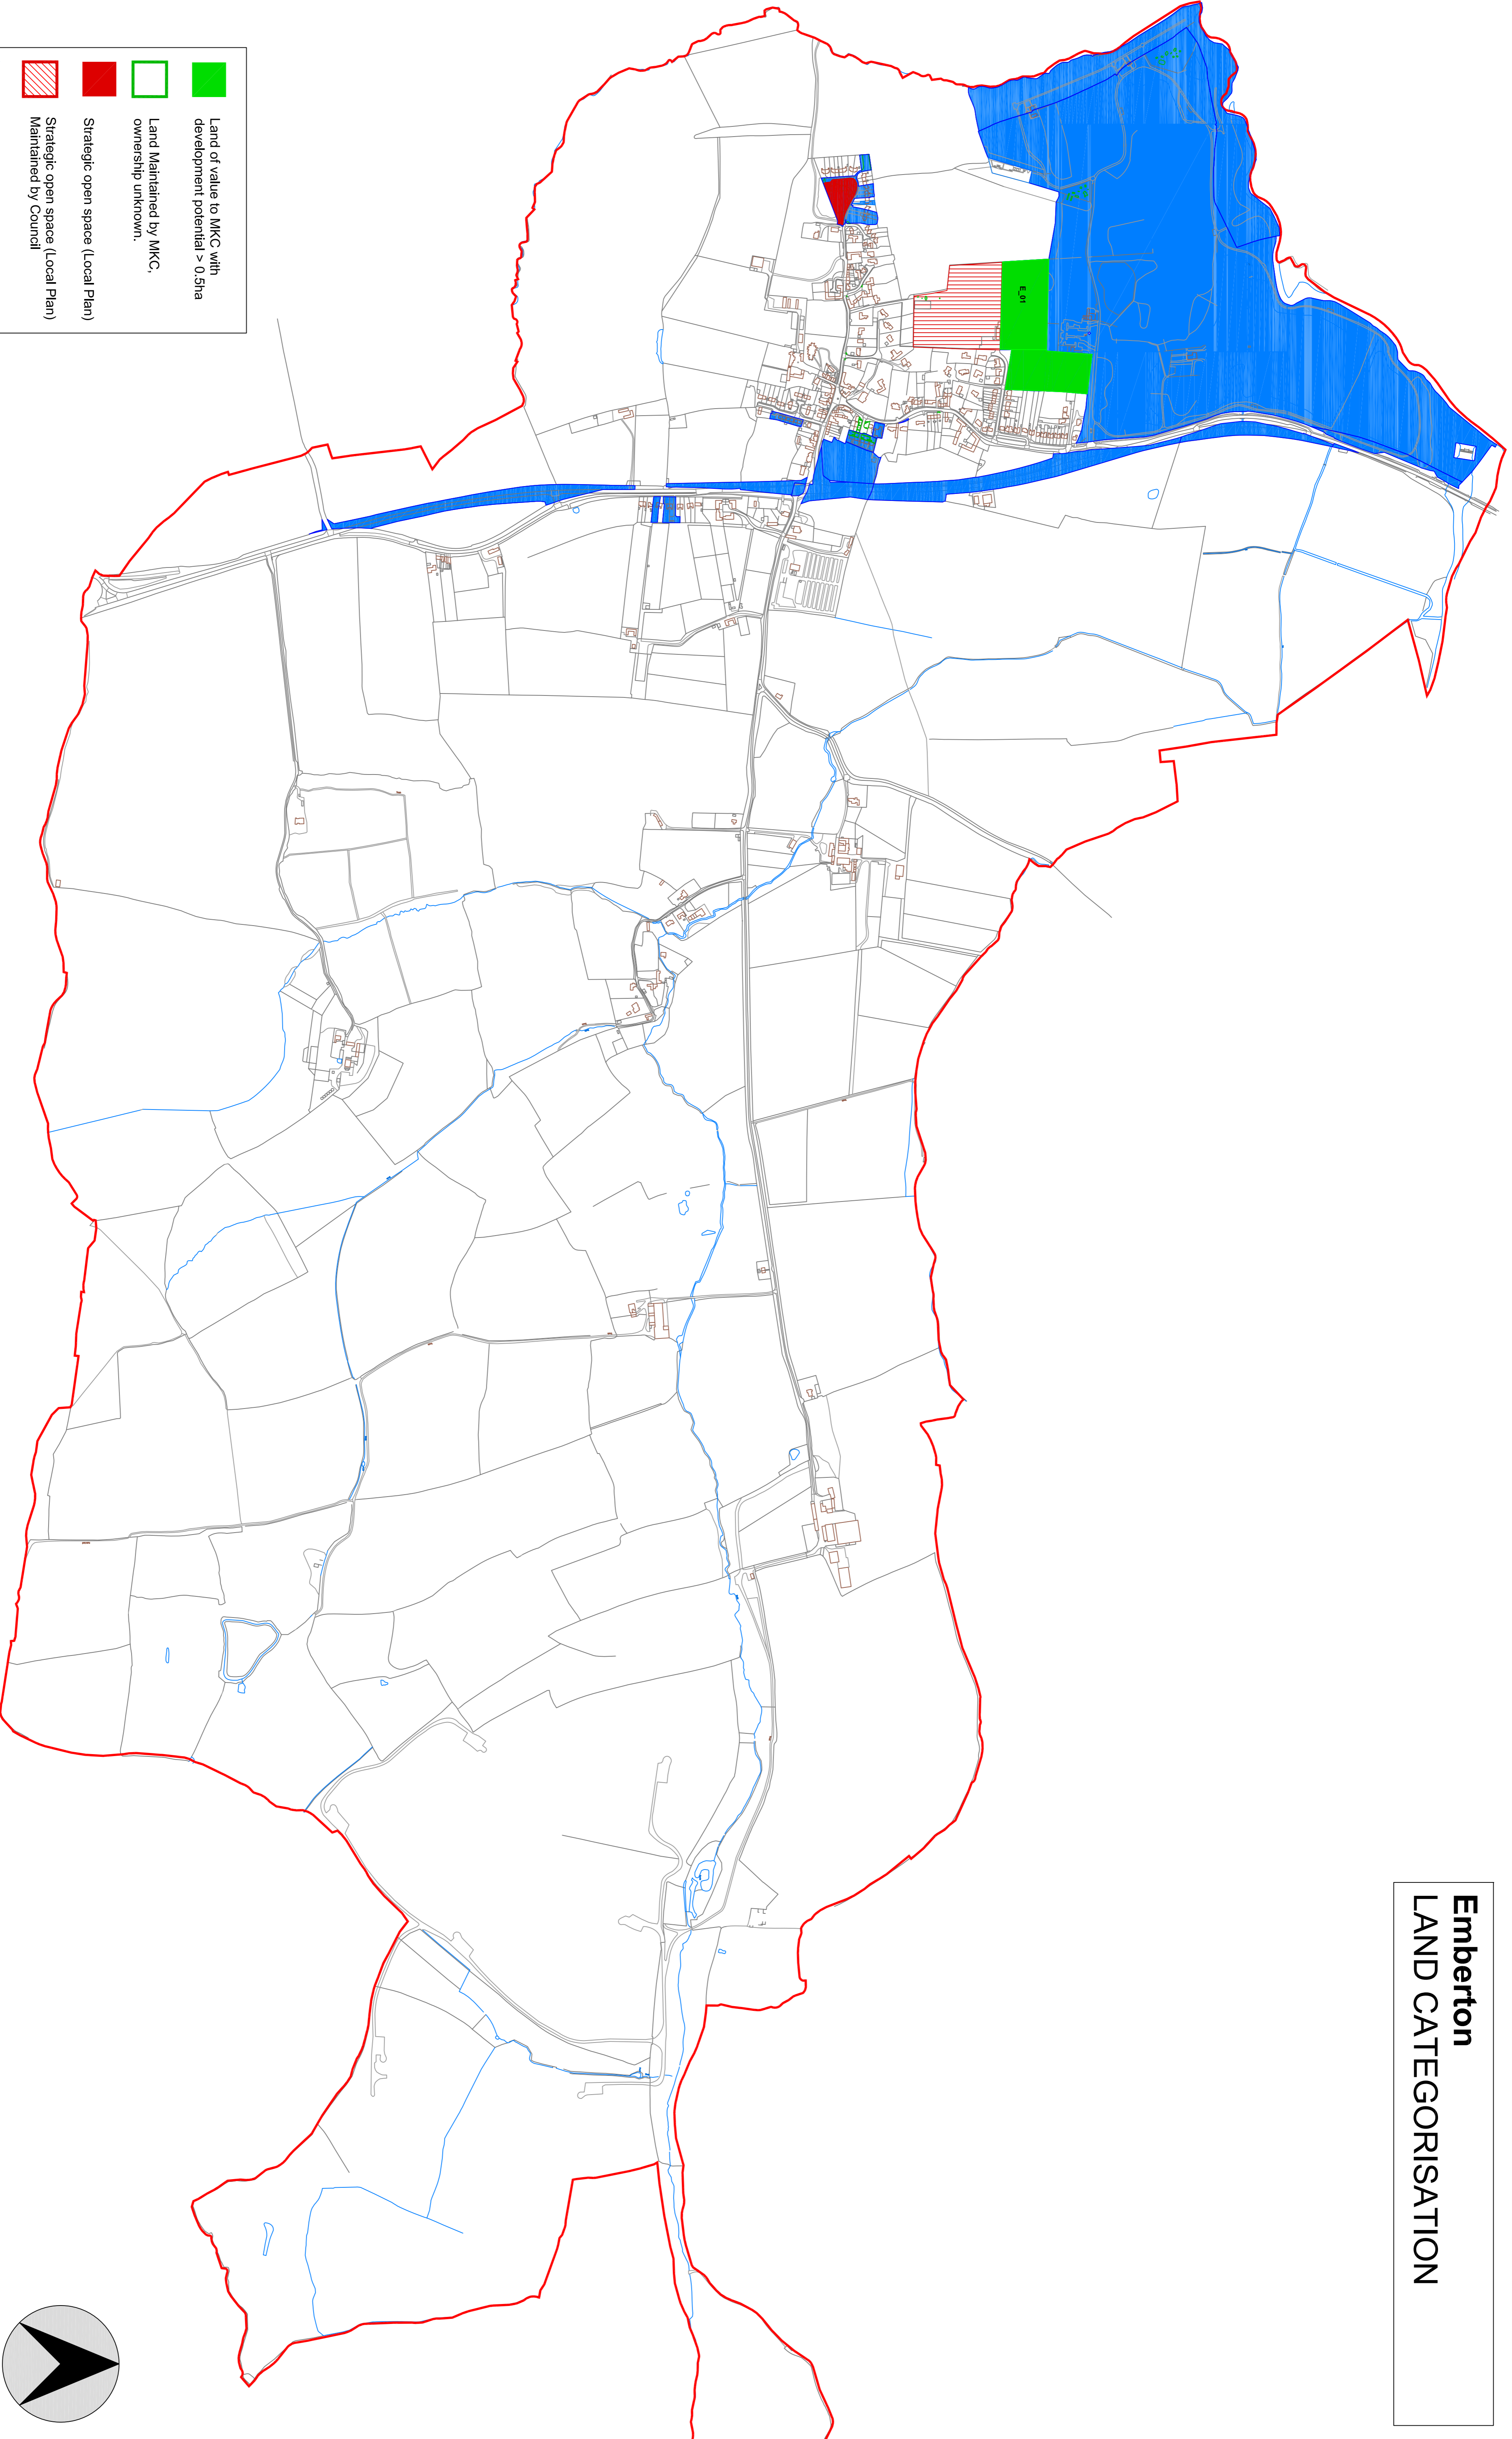 Emberton
LAND CATEGORISATION
E_01
Land of value to MKC with
development potential > 0.5ha
Land Maintained by MKC,
ownership unknown.
Strategic open space (Local Plan)
Strategic open space (Local Plan)
Maintained by Council